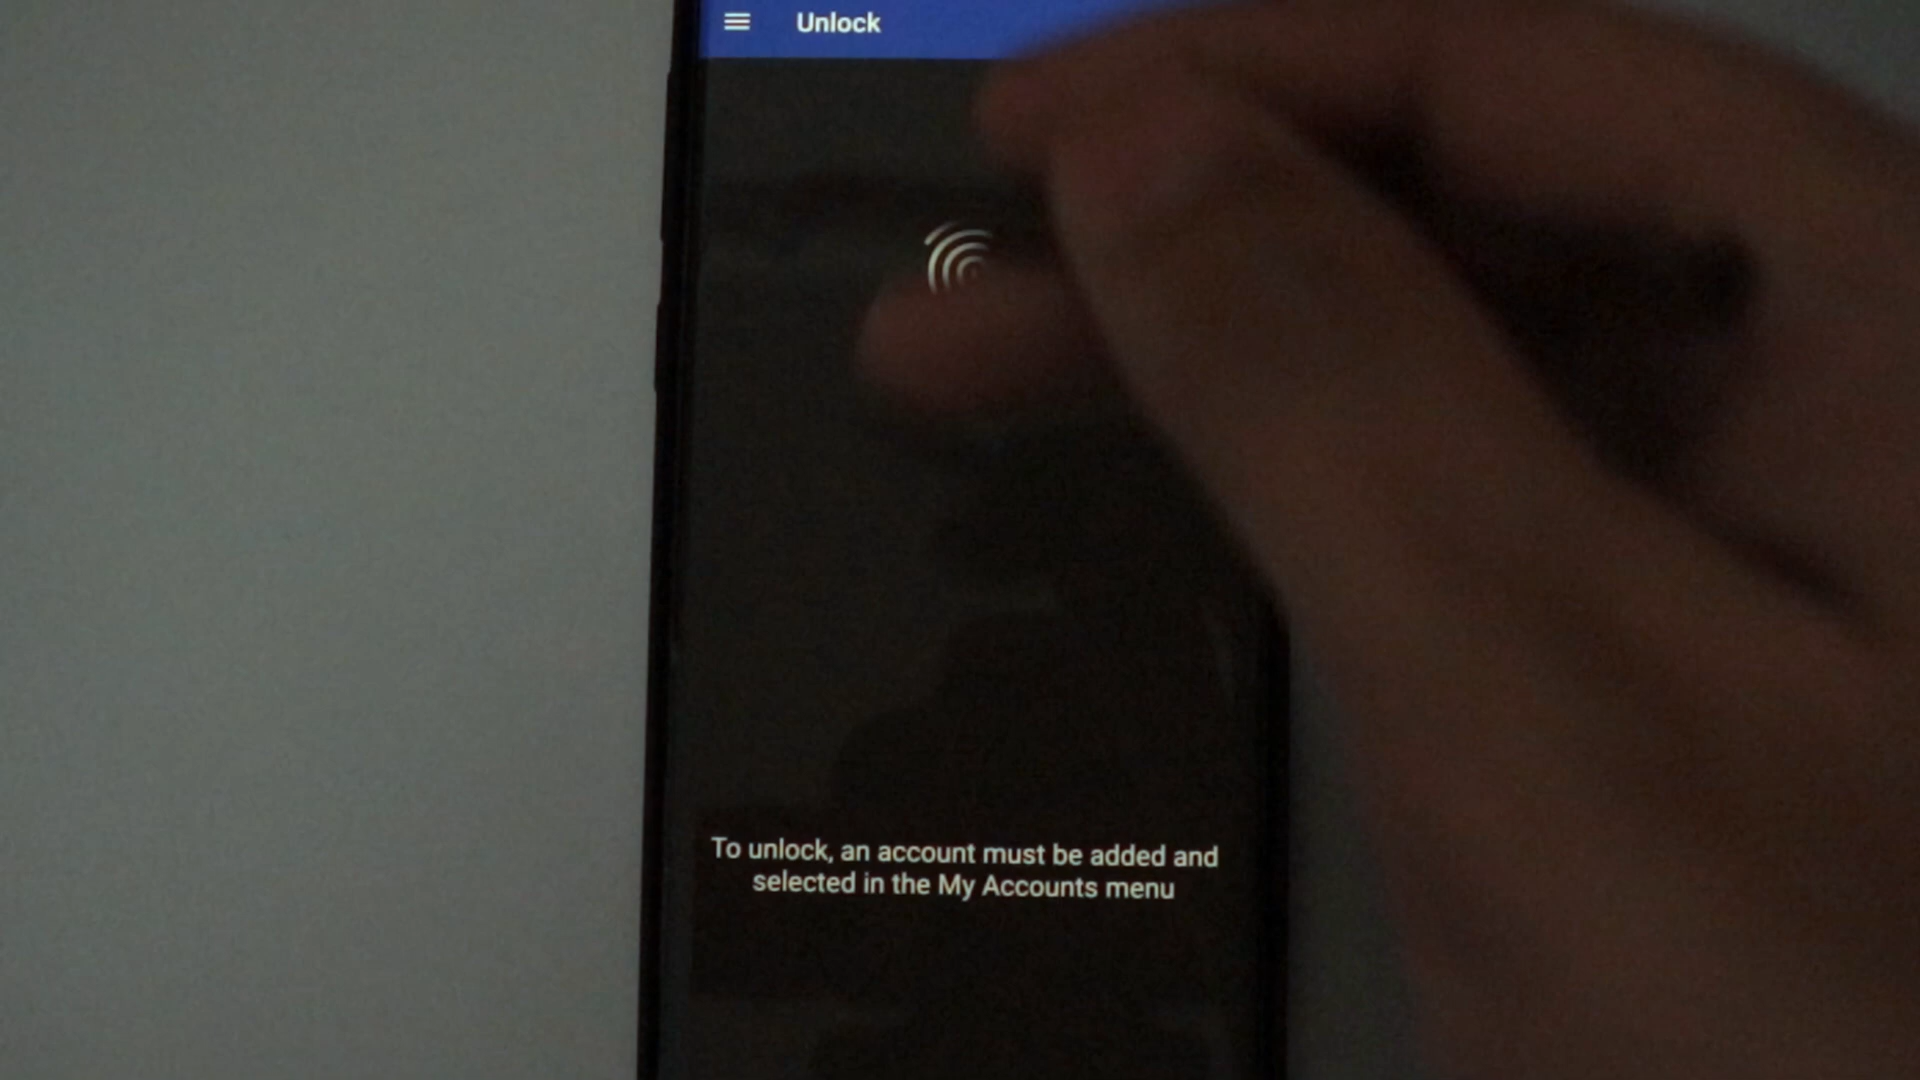 Unlock
To unlock, an account must be added and
selected in the My Accounts menu